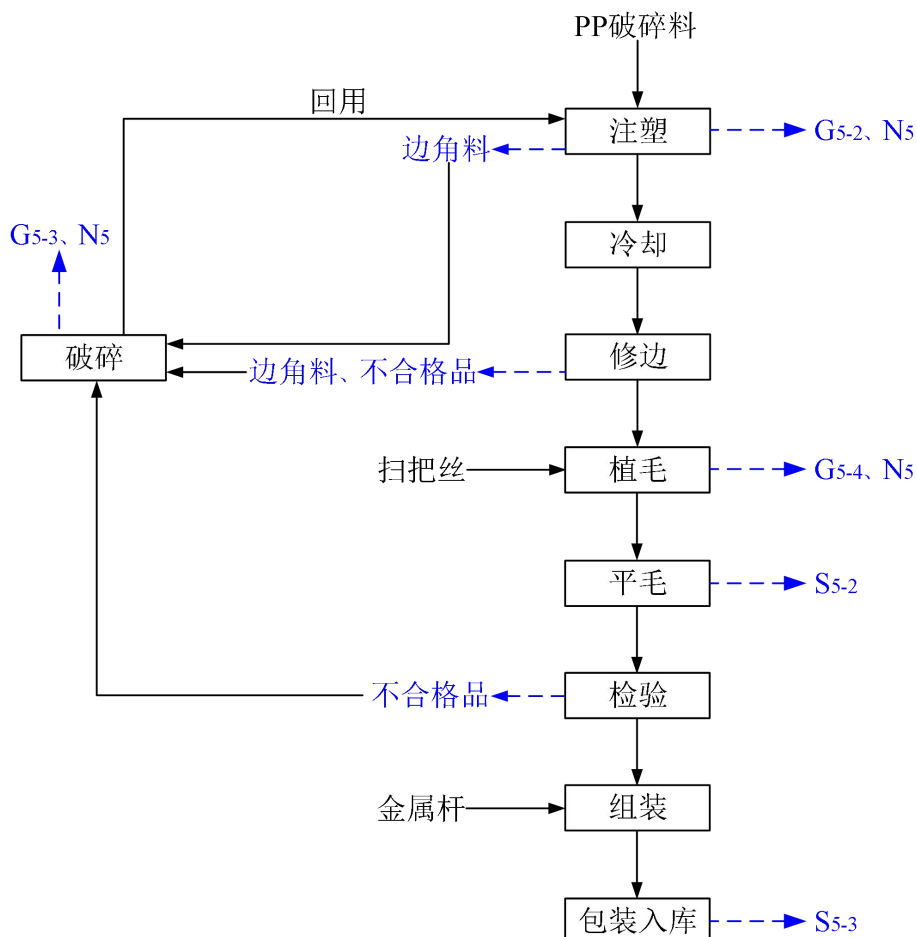 PP破碎料
回用
注塑
G5-2、N5
边角料
冷却
G5-3、N5
破碎
修边
边角料、不合格品
扫把丝
植毛
G5-4、N5
平毛
S5-2
不合格品
检验
金属杆
组装
包装入库
S5-3